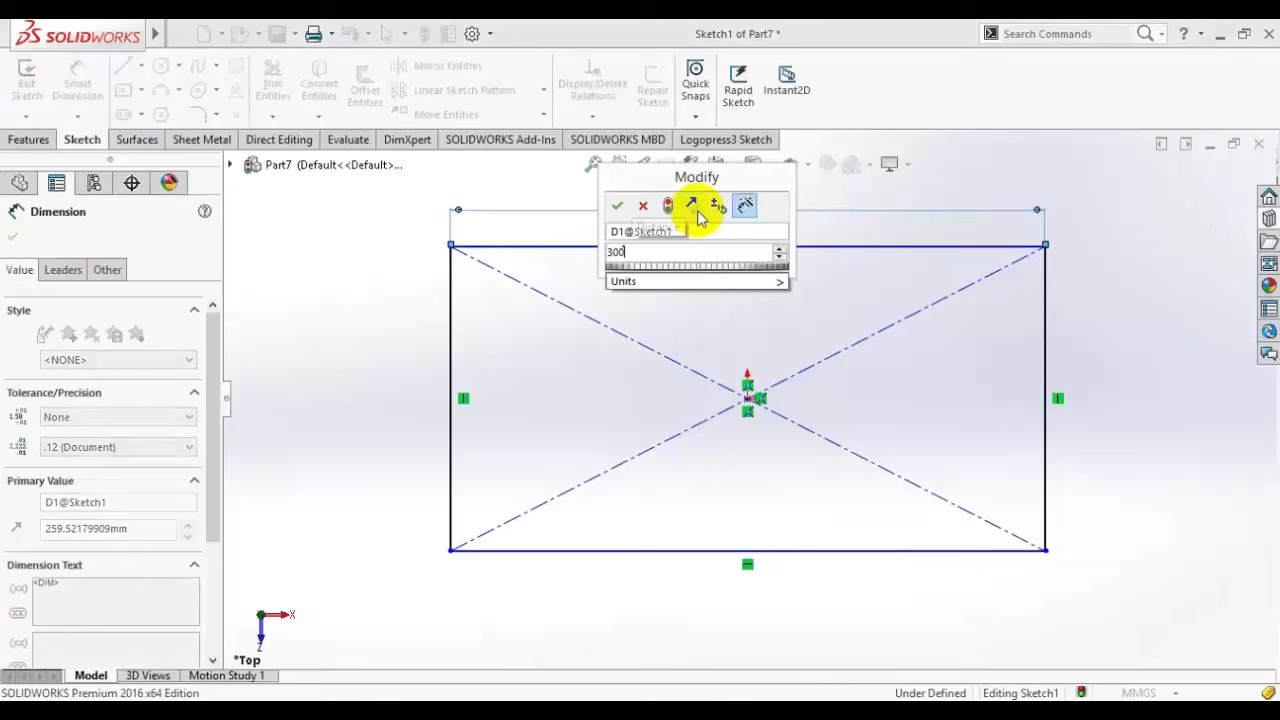 SOLIDWORKS
Sketch1 of Part7 *
Search Commands
?
Exit
Sketch
Smart
Dimension
Trim
Entities
Convert
Entities
Offset
Entities
Mirror Entities
Linear Sketch Pattern
Move Entities
Display/Delete
Relations
Repair
Sketch
Quick
Snaps
Rapid
Sketch
Instant2D
Features
Sketch
Surfaces
Sheet Metal
Direct Editing
Evaluate
DimXpert
SOLIDWORKS Add-Ins
SOLIDWORKS MBD
Logopress3 Sketch
Part7 (Default<<Default>...
Modify
D1@Sketch1
300
Units
>
Dimension
Value
Leaders
Other
Style
<NONE>
Tolerance/Precision
None
.12 (Document)
Primary Value
D1@Sketch1
259.52179909mm
Dimension Text
<DIM>
X
Z
*Top
Model
3D Views
Motion Study 1
SOLIDWORKS Premium 2016 x64 Edition
Under Defined
Editing Sketch1
MMGS